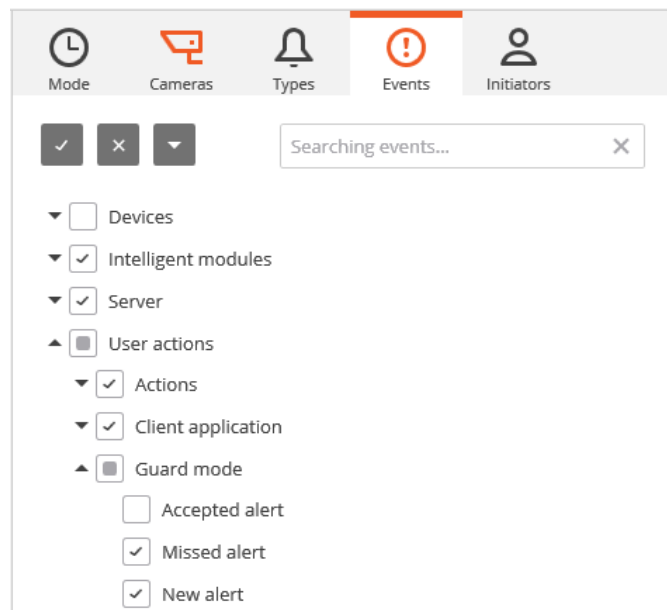 Mode Cameras Types Events Initiators
Searching events...
Devices
Intelligent modules
Server
User actions
Actions
Client application
Guard mode
Accepted alert
Missed alert
New alert